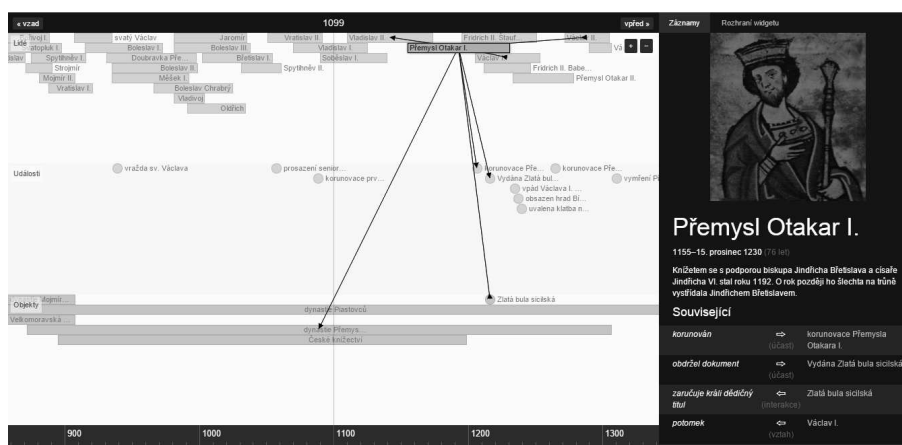 « vzad
1099
vpřed »
Záznamy
Rozhraní widgetu
Lidé
svatý Václav
Jaromír
Vratislav II.
Vladislav II.
Fridrich II. Štauf...
Boleslav I.
Boleslav III.
Vladislav I.
Přemysl Otakar I.
Spytihněv I.
Doubravka Pře...
Břetislav I.
Soběslav I.
Václav I.
Strojmír
Boleslav II.
Spytihněv II.
Fridrich II. Babe...
Mojmír II.
Měšek I.
Přemysl Otakar II.
Vratislav I.
Boleslav Chrabrý
Vladivoj
Oldřich
Události
vražda sv. Václava
prosazení senior...
korunovace Pře...
korunovace Pře...
korunovace prv...
Vydána Zlatá bul...
vymření P
vpád Václava I. ...
obsazen hrad Bí...
uvalena klatba n...
Objekty
Mojmír...
Zlatá bula sicilská
dynastie Piastovců
Velkomoravská ...
dynastie Přemys...
České knížectví
900
1000
1100
1200
1300
Přemysl Otakar I.
1155–15. prosinec 1230 (76 let)
Knížetem se s podporou biskupa Jindřicha Břetislava a císaře
Jindřicha VI. stal roku 1192. O rok později ho šlechta na trůně
vystřídala Jindřichem Břetislavem.
Související
korunován ⇨ korunovace Přemysla
(účast) Otakara I.
obdržel dokument ⇨ Vydána Zlatá bula sicilská
(účast)
zaručuje králi dědičný ⇦ Zlatá bula sicilská
titul (interakce)
potomek ⇦ Václav I.
(vztah)